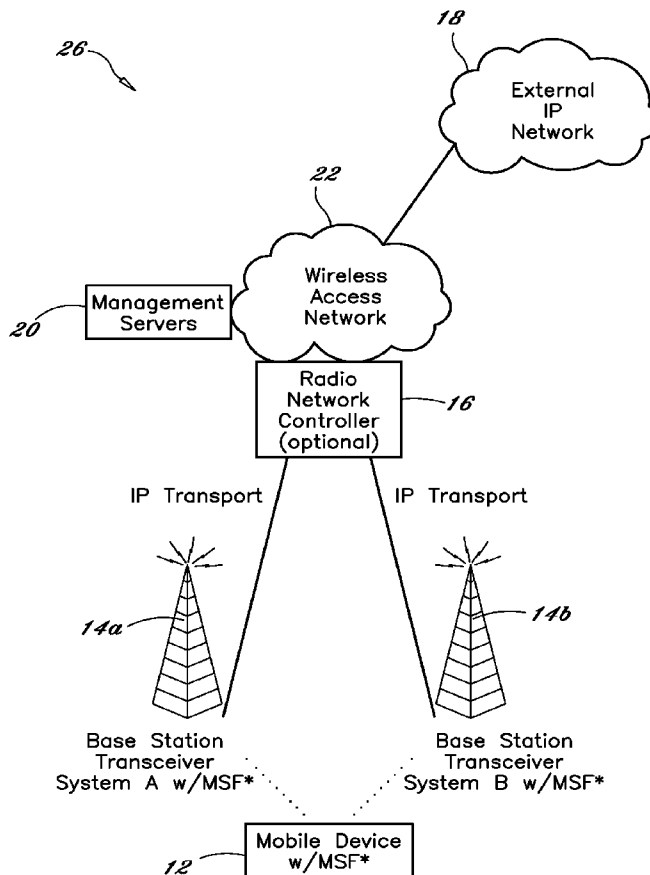 18
26
External
IP
Network
22
Wireless
Access
Network
Management
Servers
20
Radio
Network
Controller
(optional)
16
IP Transport
IP Transport
14a
14b
Base Station
Transceiver
System A w/MSF*
Base Station
Transceiver
System B w/MSF*
Mobile Device
w/MSF*
12